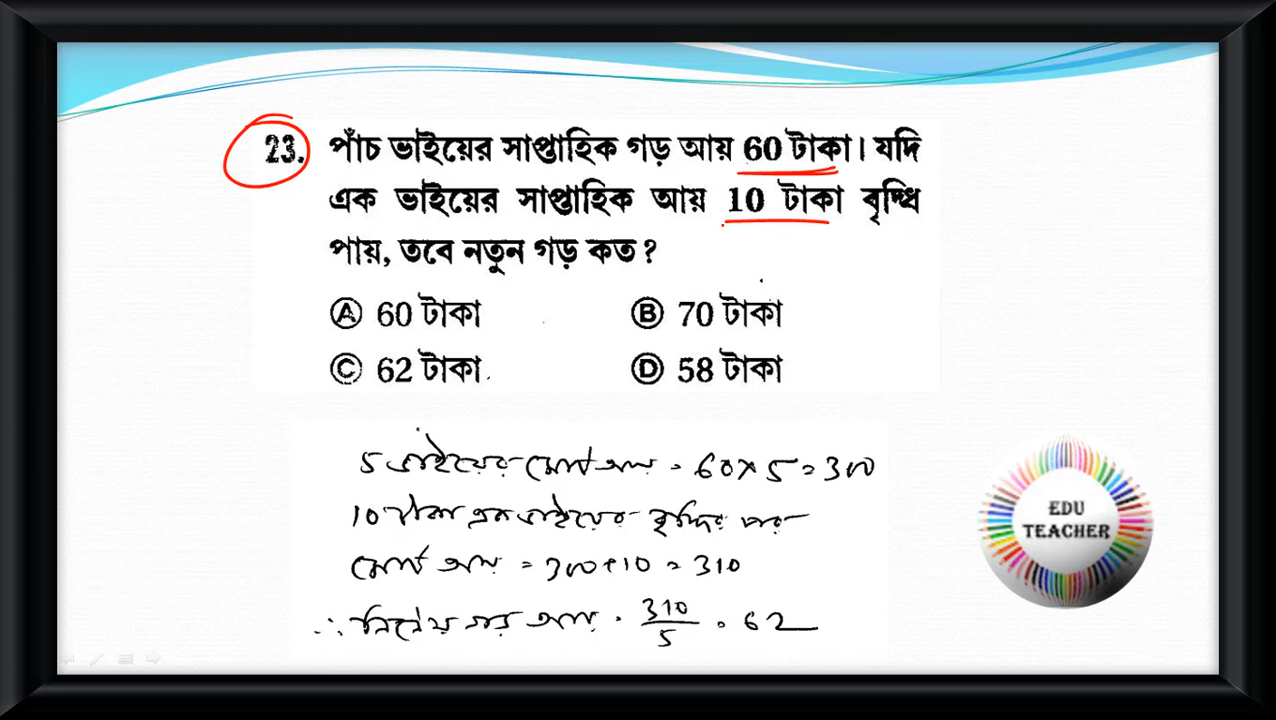 23. পাঁচ ভাইয়ের সাপ্তাহিক গড় আয় 60 টাকা। যদি
এক ভাইয়ের সাপ্তাহিক আয় 10 টাকা বৃদ্ধি
পায়, তবে নতুন গড় কত?
Ⓐ 60 টাকা Ⓑ 70 টাকা
Ⓒ 62 টাকা Ⓓ 58 টাকা
5 ভাইয়ের মোট আয় = 60 x 5 = 300
10 টাকা এক ভাইয়ের বৃদ্ধির পর
মোট আয় = 300 + 10 = 310
∴ নির্ণেয় গড় আয় = 310/5 = 62
EDU
TEACHER